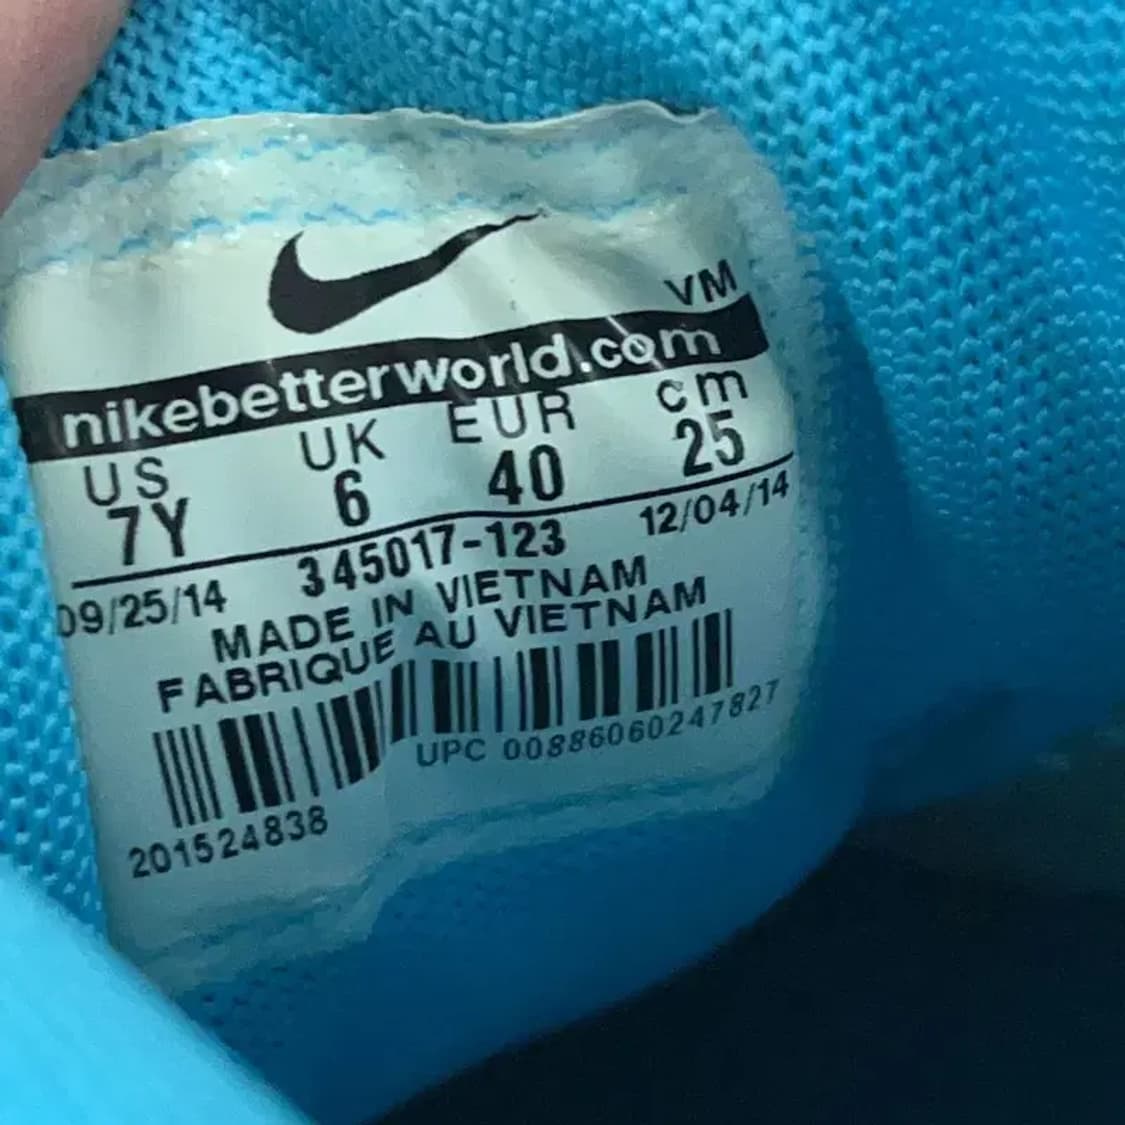 VM
nikebetterworld.com
US UK EUR cm
7Y 6 40 25
09/25/14 345017-123 12/04/14
MADE IN VIETNAM
FABRIQUE AU VIETNAM
UPC 00886060247827
201524838